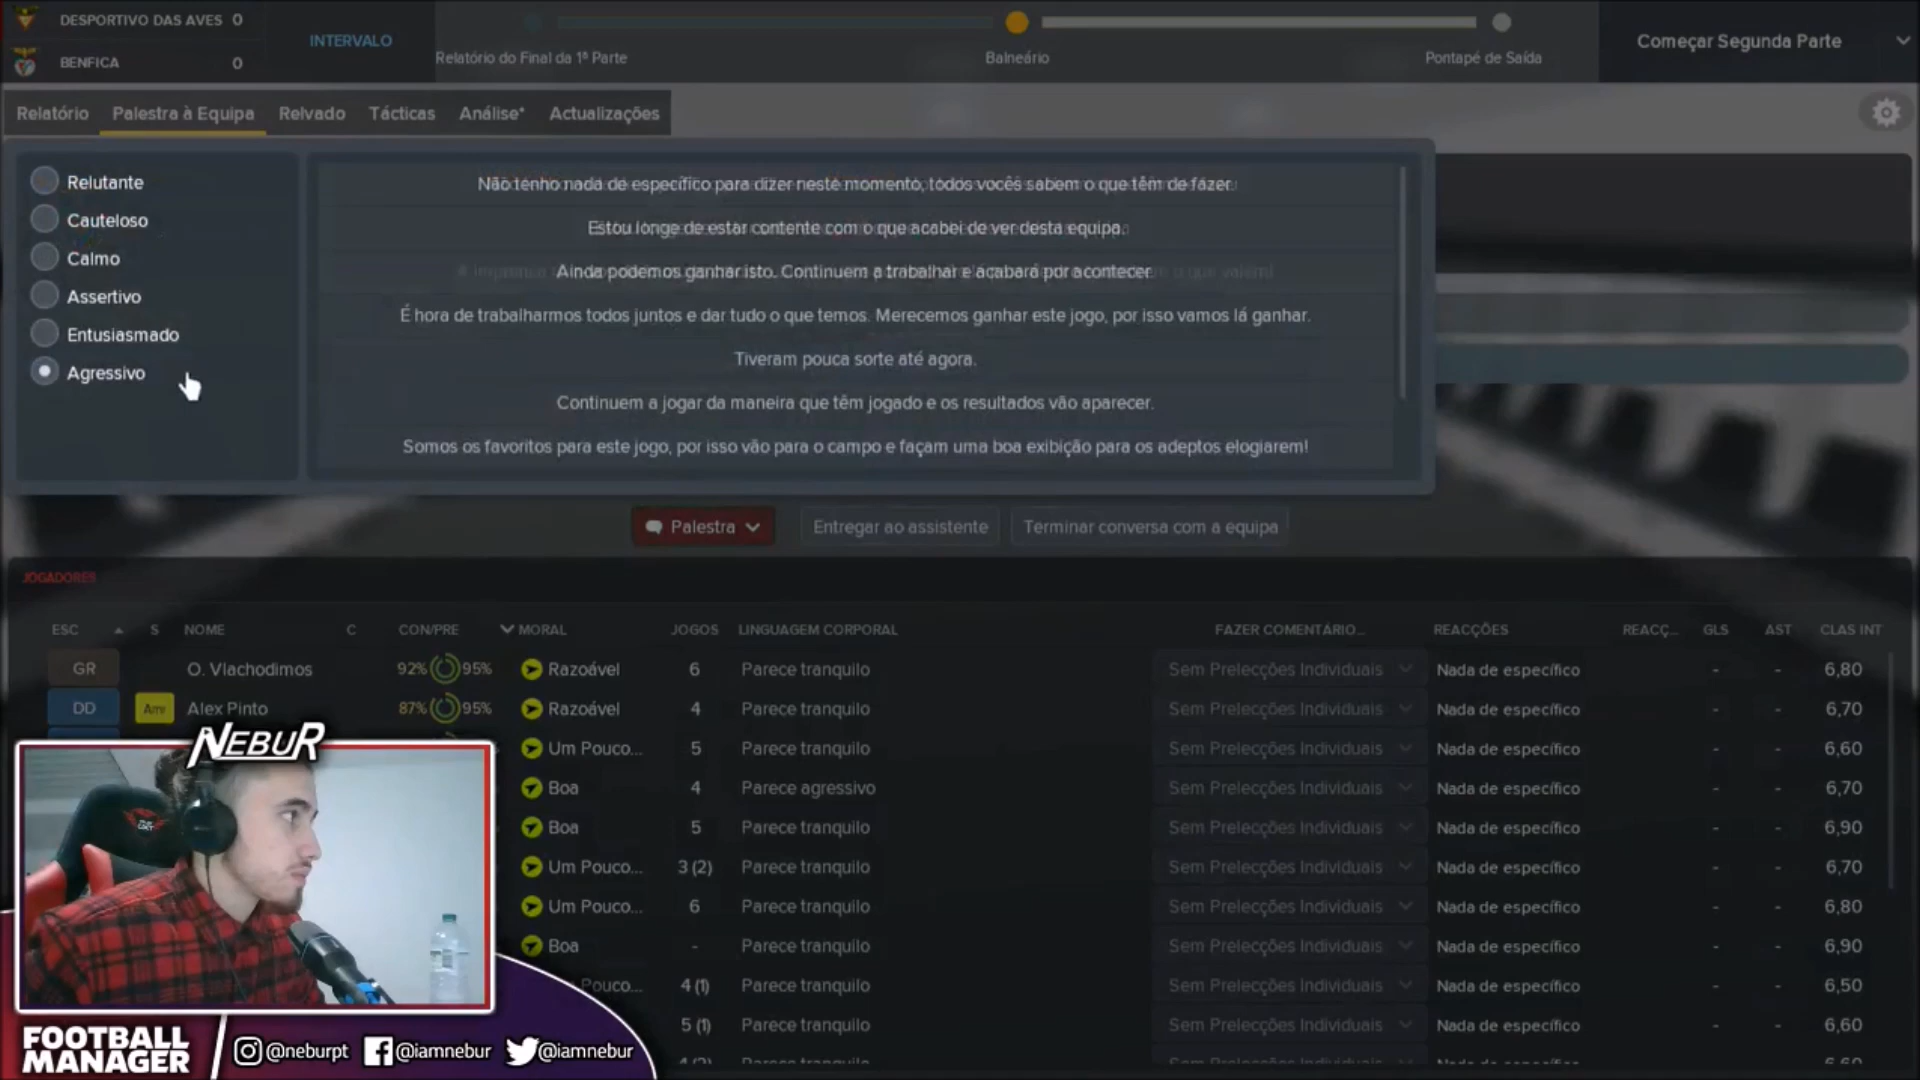 DESPORTIVO DAS AVES 0
BENFICA 0
INTERVALO
Relatório do Final da 1ª Parte
Balneário
Pontapé de Saída
Começar Segunda Parte
Relatório Palestra à Equipa Relvado Tácticas Análise* Actualizações
Relutante
Cauteloso
Calmo
Assertivo
Entusiasmado
Agressivo
Não tenho nada de específico para dizer neste momento, todos vocês sabem o que têm de fazer.
Estou longe de estar contente com o que acabei de ver desta equipa.
Ainda podemos ganhar isto. Continuem a trabalhar e acabará por acontecer.
É hora de trabalharmos todos juntos e dar tudo o que temos. Merecemos ganhar este jogo, por isso vamos lá ganhar.
Tiveram pouca sorte até agora.
Continuem a jogar da maneira que têm jogado e os resultados vão aparecer.
Somos os favoritos para este jogo, por isso vão para o campo e façam uma boa exibição para os adeptos elogiarem!
Palestra Entregar ao assistente Terminar conversa com a equipa
JOGADORES
ESC S NOME C CON/PRE MORAL JOGOS LINGUAGEM CORPORAL FAZER COMENTÁRIO... REACÇÕES REACÇ... GLS AST CLAS INT
GR O. Vlachodimos 92% 95% Razoável 6 Parece tranquilo Sem Prelecções Individuais Nada de específico - - 6,80
DD Amr Alex Pinto 87% 95% Razoável 4 Parece tranquilo Sem Prelecções Individuais Nada de específico - - 6,70
Um Pouco... 5 Parece tranquilo Sem Prelecções Individuais Nada de específico - - 6,60
Boa 4 Parece agressivo Sem Prelecções Individuais Nada de específico - - 6,70
Boa 5 Parece tranquilo Sem Prelecções Individuais Nada de específico - - 6,90
Um Pouco... 3 (2) Parece tranquilo Sem Prelecções Individuais Nada de específico - - 6,70
Um Pouco... 6 Parece tranquilo Sem Prelecções Individuais Nada de específico - - 6,80
Boa - Parece tranquilo Sem Prelecções Individuais Nada de específico - - 6,90
Pouco... 4 (1) Parece tranquilo Sem Prelecções Individuais Nada de específico - - 6,50
5 (1) Parece tranquilo Sem Prelecções Individuais Nada de específico - - 6,60
NEBUR
FOOTBALL
MANAGER
@neburpt @iamnebur @iamnebur